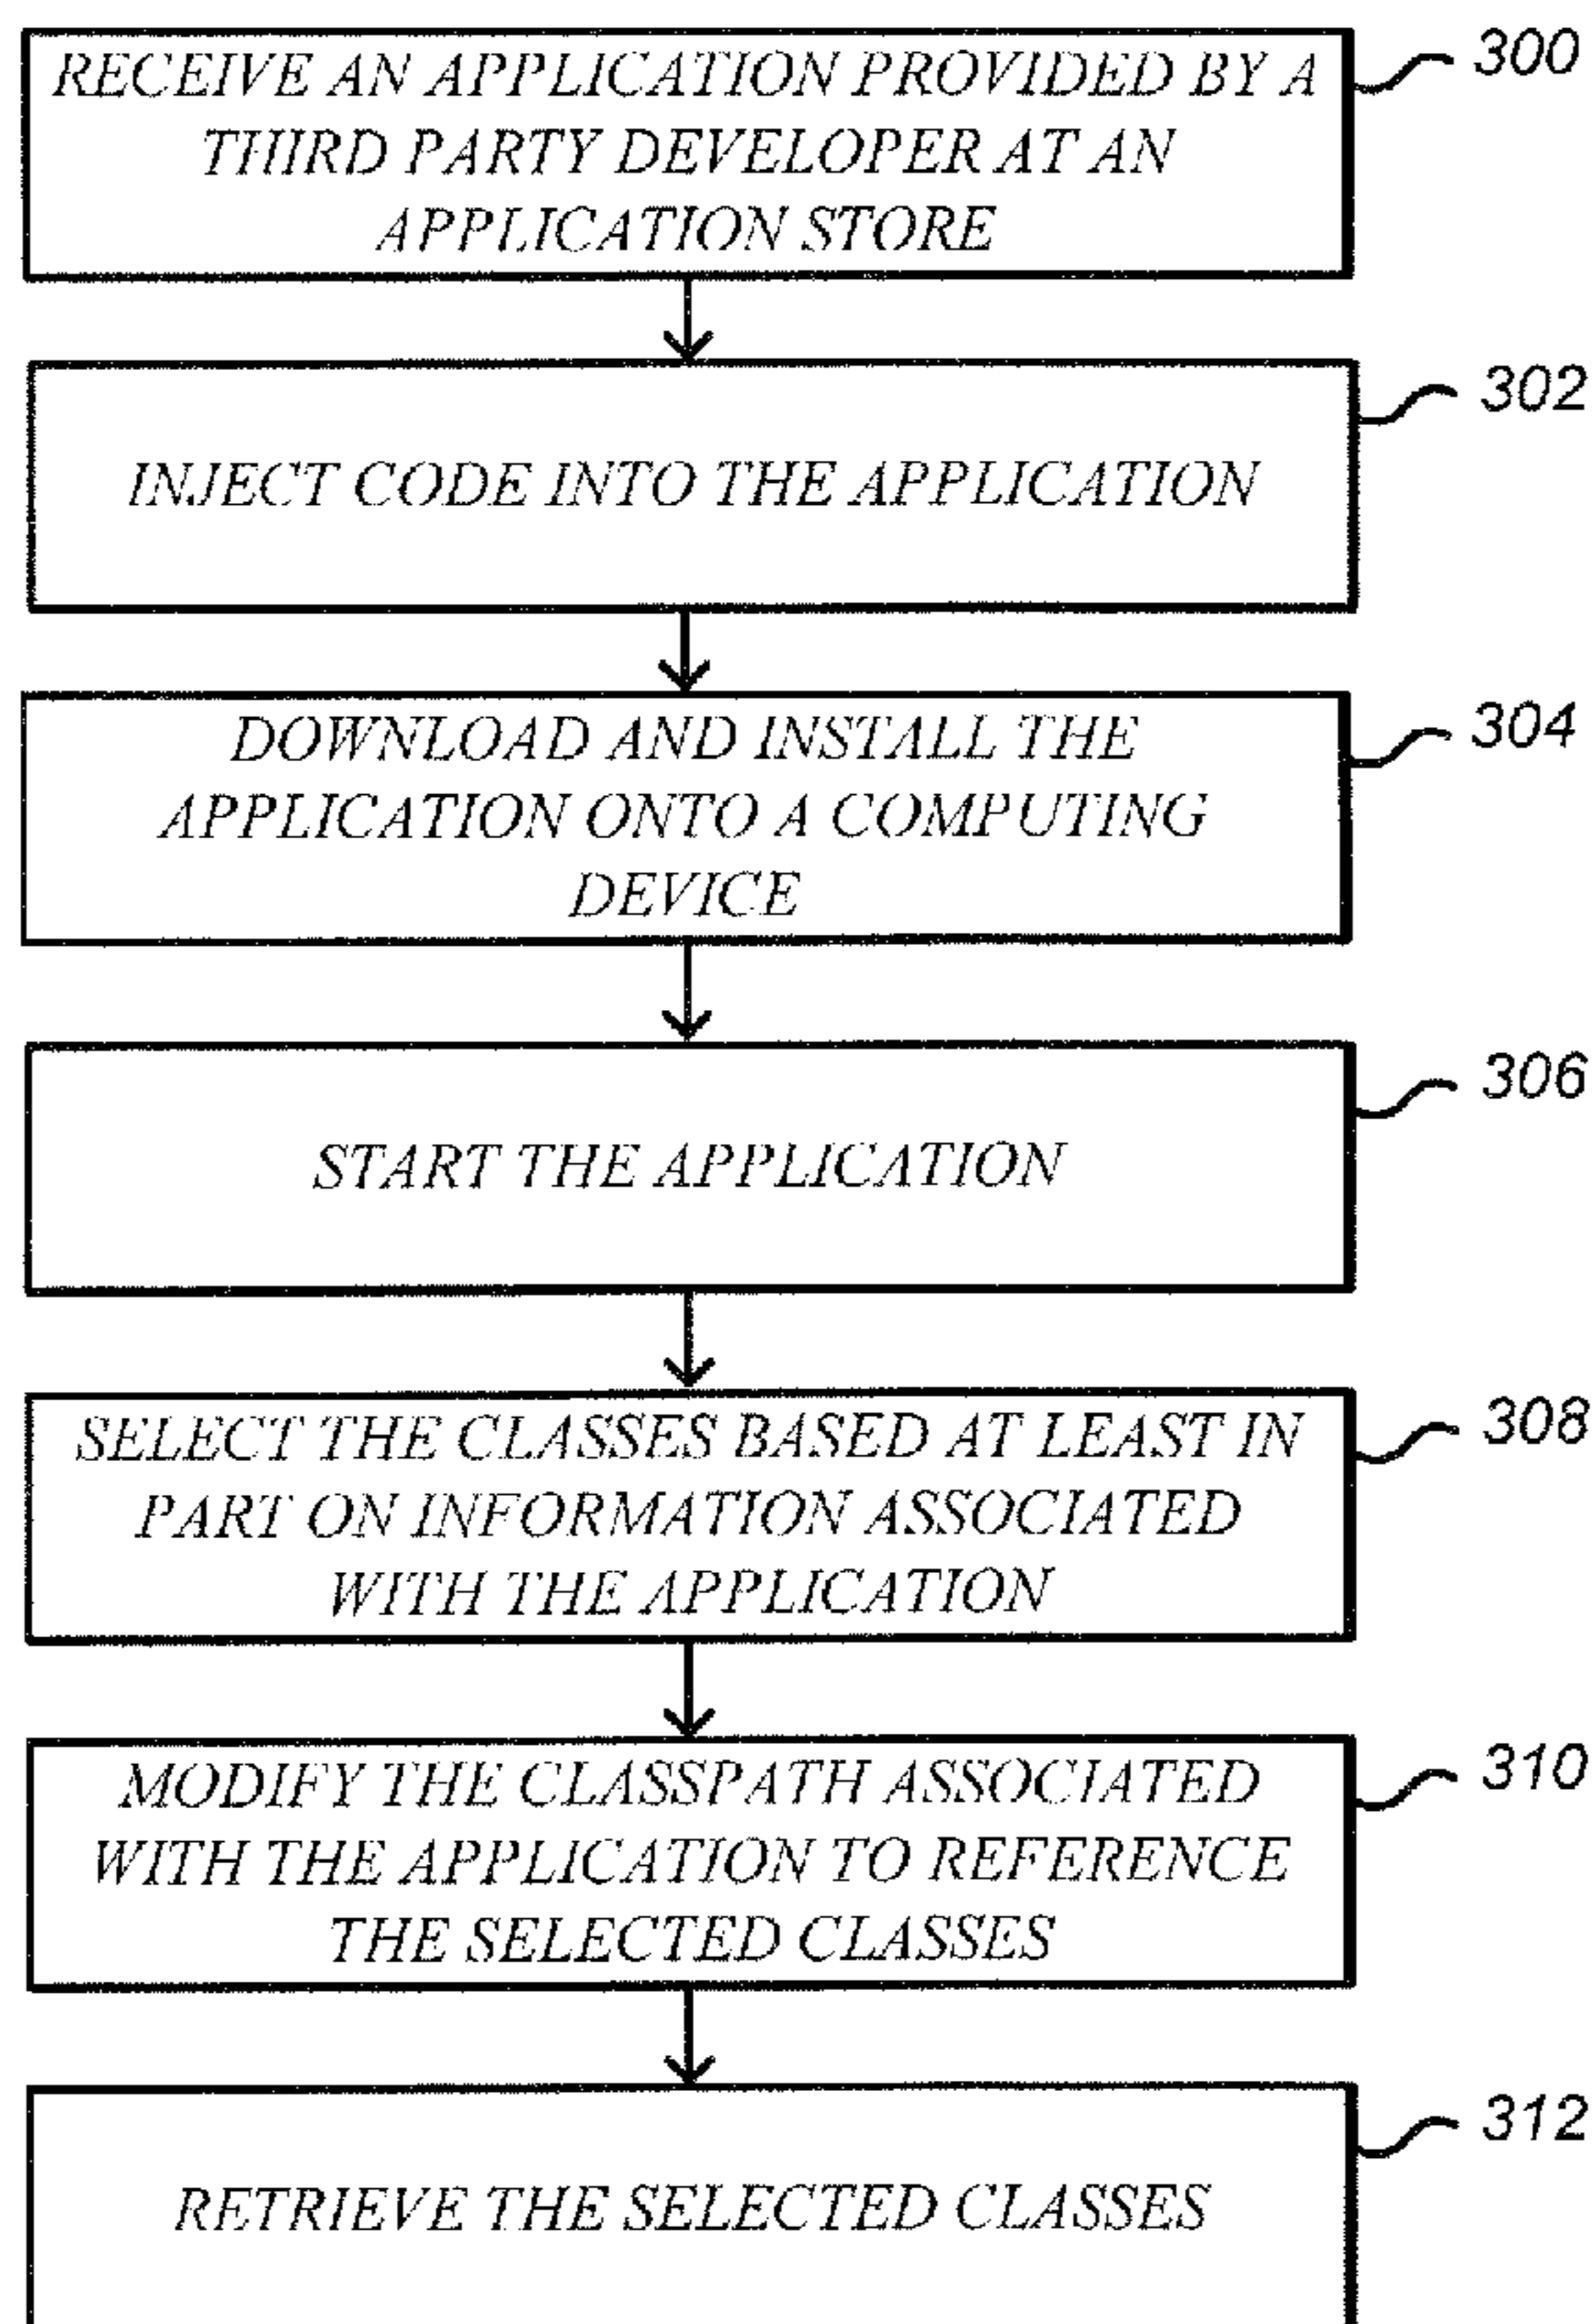 RECEIVE AN APPLICATION PROVIDED BY A
THIRD PARTY DEVELOPER AT AN
APPLICATION STORE
300
INJECT CODE INTO THE APPLICATION
302
DOWNLOAD AND INSTALL THE
APPLICATION ONTO A COMPUTING
DEVICE
304
START THE APPLICATION
306
SELECT THE CLASSES BASED AT LEAST IN
PART ON INFORMATION ASSOCIATED
WITH THE APPLICATION
308
MODIFY THE CLASSPATH ASSOCIATED
WITH THE APPLICATION TO REFERENCE
THE SELECTED CLASSES
310
RETRIEVE THE SELECTED CLASSES
312